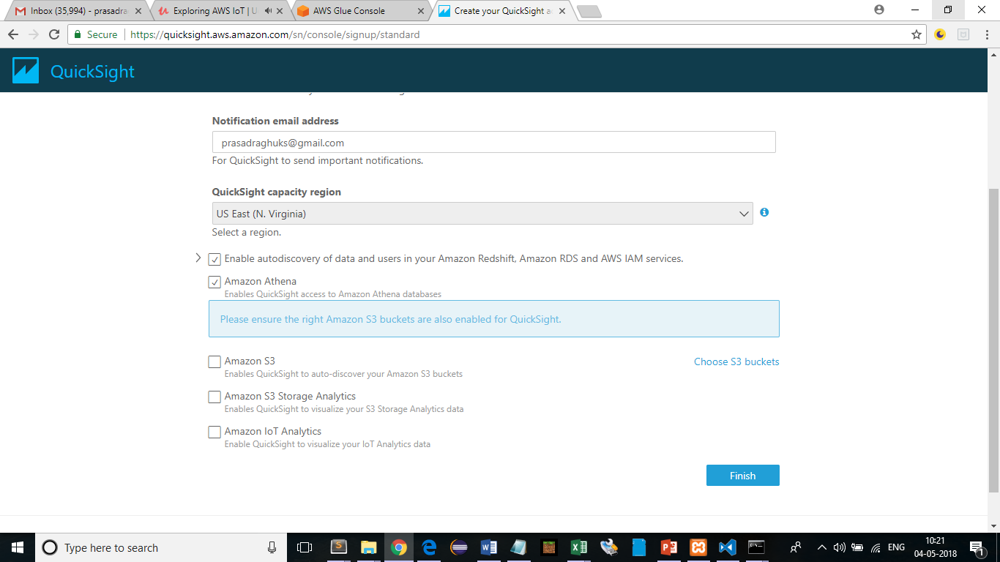 Inbox (35,994) - prasadra
Exploring AWS IoT | U
AWS Glue Console
Create your QuickSight a
Secure
https://quicksight.aws.amazon.com/sn/console/signup/standard
QuickSight
Notification email address
prasadraghuks@gmail.com
For QuickSight to send important notifications.
QuickSight capacity region
US East (N. Virginia)
Select a region.
Enable autodiscovery of data and users in your Amazon Redshift, Amazon RDS and AWS IAM services.
Amazon Athena
Enables QuickSight access to Amazon Athena databases
Please ensure the right Amazon S3 buckets are also enabled for QuickSight.
Amazon S3
Choose S3 buckets
Enables QuickSight to auto-discover your Amazon S3 buckets
Amazon S3 Storage Analytics
Enables QuickSight to visualize your S3 Storage Analytics data
Amazon IoT Analytics
Enable QuickSight to visualize your IoT Analytics data
Finish
Type here to search
ENG
10:21
04-05-2018
1